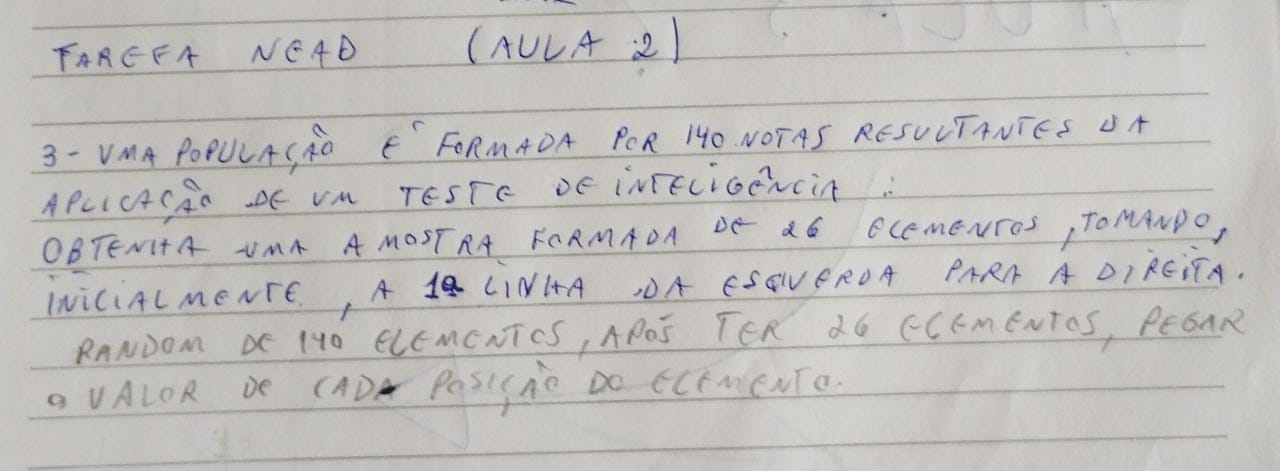 TAREFA NEAD (AULA 2)
3 - UMA POPULAÇÃO É FORMADA POR 140 NOTAS RESULTANTES DA
APLICAÇÃO DE UM TESTE DE INTELIGÊNCIA :
OBTENHA UMA AMOSTRA FORMADA DE 26 ELEMENTOS, TOMANDO,
INICIALMENTE, A 1ª LINHA DA ESQUERDA PARA A DIREITA.
RANDOM DE 140 ELEMENTOS, APÓS TER 26 ELEMENTOS, PEGAR
O VALOR DE CADA POSIÇÃO DO ELEMENTO.